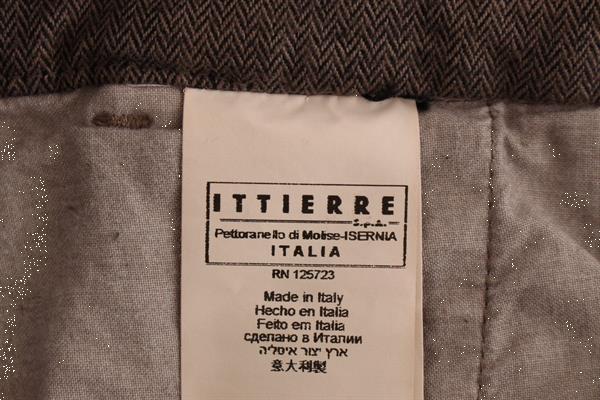 ITTIERRE
S.p.A.
Pettoranello di Molise-ISERNIA
ITALIA
RN 125723
Made in Italy
Hecho en Italia
Feito em Italia
сделано в Италии
ארץ יצור איטליה
意大利製